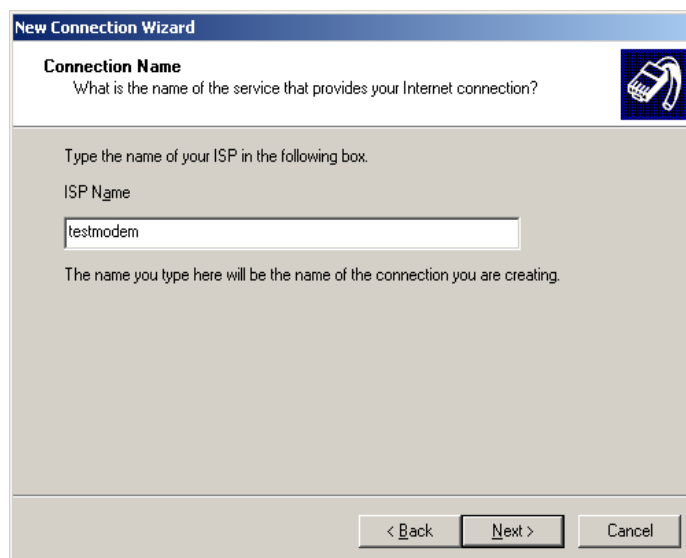 New Connection Wizard
Connection Name
What is the name of the service that provides your Internet connection?
Type the name of your ISP in the following box.
ISP Name
testmodem
The name you type here will be the name of the connection you are creating.
< Back
Next >
Cancel